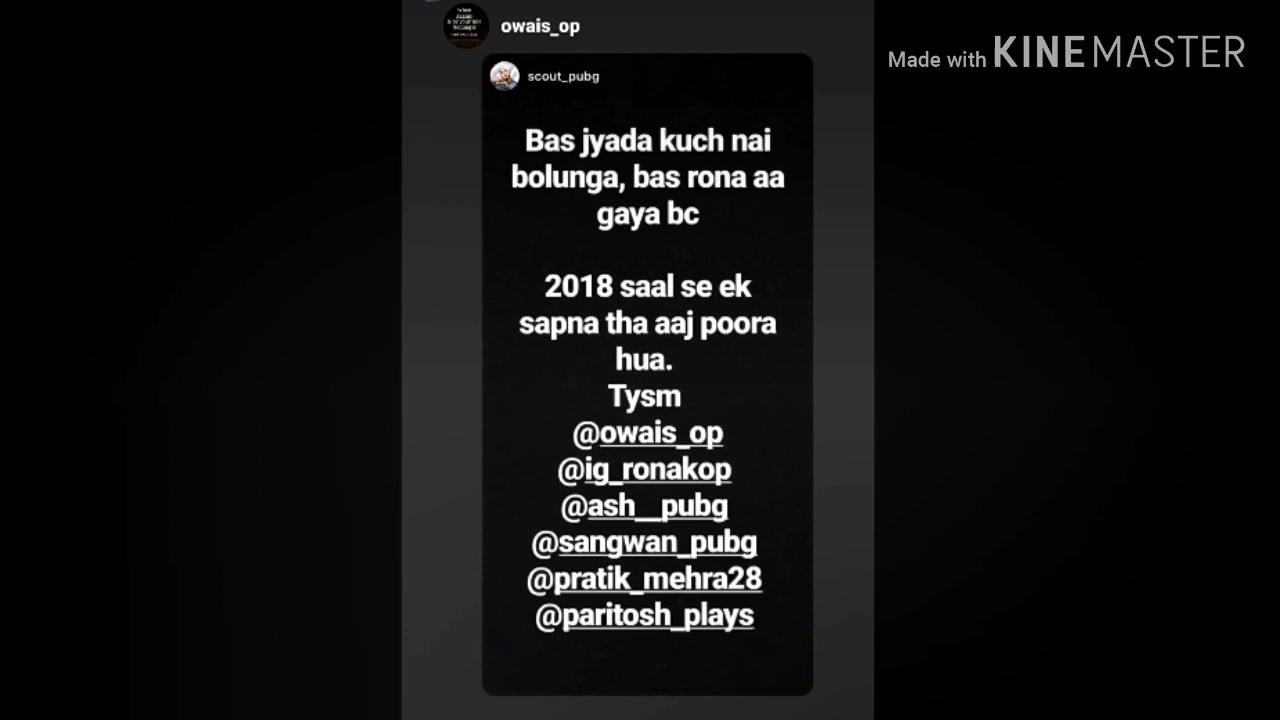 owais_op
Made with KINEMASTER
scout_pubg
Bas jyada kuch nai
bolunga, bas rona aa
gaya bc
2018 saal se ek
sapna tha aaj poora
hua.
Tysm
@owais_op
@ig_ronakop
@ash__pubg
@sangwan_pubg
@pratik_mehra28
@paritosh_plays